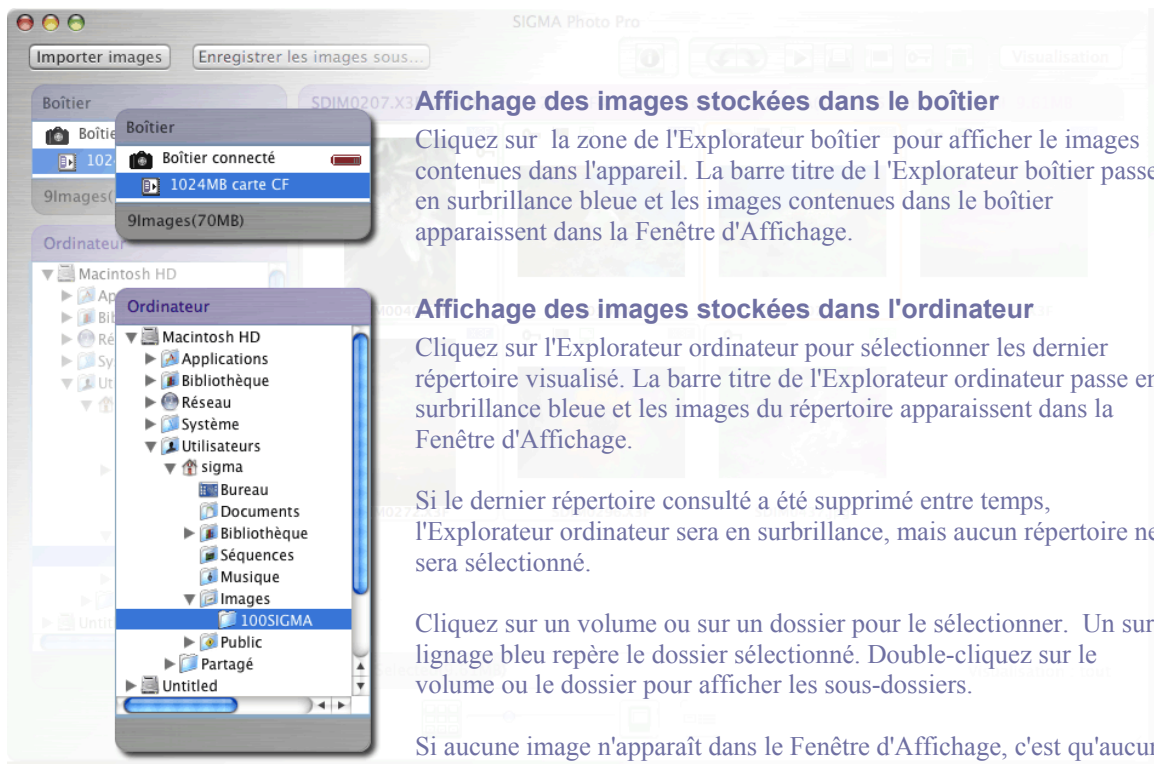 SIGMA Photo Pro
Importer images
Enregistrer les images sous...
Visualisation
Boîtier
SDIM0207.X3F
Boîtier
Boîtier connecté
1024MB carte CF
9Images(70MB)
Ordinateur
Macintosh HD
Ordinateur
Macintosh HD
Applications
Bibliothèque
Réseau
Système
Utilisateurs
sigma
Bureau
Documents
Bibliothèque
Séquences
Musique
Images
100SIGMA
Public
Partagé
Untitled
Affichage des images stockées dans le boîtier
Cliquez sur la zone de l'Explorateur boîtier pour afficher le images
contenues dans l'appareil. La barre titre de l 'Explorateur boîtier passe
en surbrillance bleue et les images contenues dans le boîtier
apparaissent dans la Fenêtre d'Affichage.
Affichage des images stockées dans l'ordinateur
Cliquez sur l'Explorateur ordinateur pour sélectionner les dernier
répertoire visualisé. La barre titre de l'Explorateur ordinateur passe en
surbrillance bleue et les images du répertoire apparaissent dans la
Fenêtre d'Affichage.
Si le dernier répertoire consulté a été supprimé entre temps,
l'Explorateur ordinateur sera en surbrillance, mais aucun répertoire ne
sera sélectionné.
Cliquez sur un volume ou sur un dossier pour le sélectionner. Un sur
lignage bleu repère le dossier sélectionné. Double-cliquez sur le
volume ou le dossier pour afficher les sous-dossiers.
Si aucune image n'apparaît dans le Fenêtre d'Affichage, c'est qu'aucun